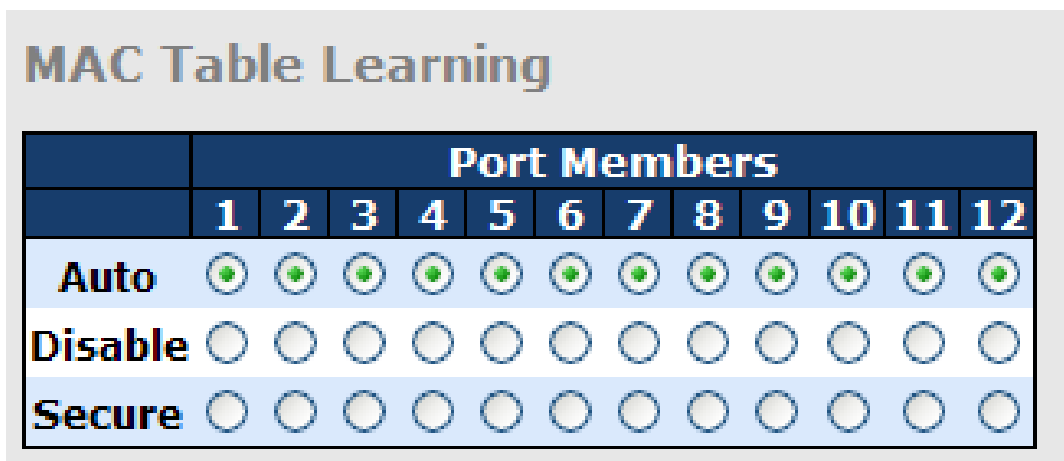 MAC Table Learning
Port Members
1 2 3 4 5 6 7 8 9 10 11 12
Auto
Disable
Secure